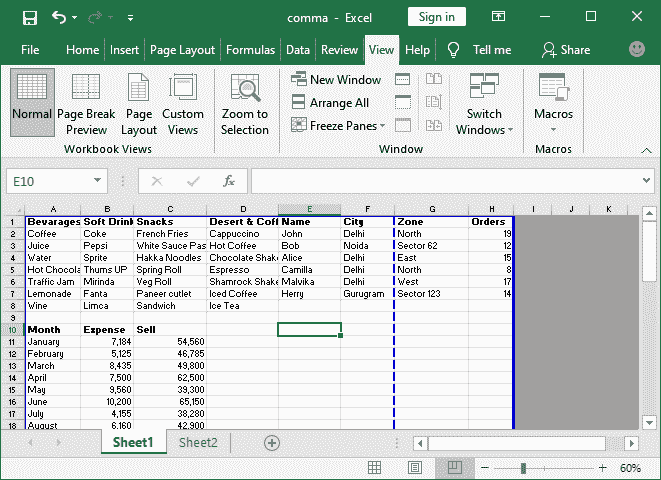 comma - Excel
Sign in
File Home Insert Page Layout Formulas Data Review View Help Tell me Share
Normal
Page Break Preview
Page Layout
Custom Views
Workbook Views
Zoom to Selection
New Window
Arrange All
Freeze Panes
Window
Switch Windows
Macros
Macros
E10
fx
A B C D E F G H I J K
1 Bevarages Soft Drink Snacks Desert & Coff Name City Zone Orders
2 Coffee Coke French Fries Cappuccino John Delhi North 19
3 Juice Pepsi White Sauce Pas Hot Coffee Bob Noida Sector 62 12
4 Water Sprite Hakka Noodles Chocolate Shake Alice Delhi East 15
5 Hot Chocola Thums UP Spring Roll Espresso Camilla Delhi North 8
6 Traffic Jam Mirinda Veg Roll Shamrock Shake Malvika Delhi West 17
7 Lemonade Fanta Paneer cutlet Iced Coffee Herry Gurugram Sector 123 14
8 Wine Limca Sandwich Ice Tea
9
10 Month Expense Sell
11 January 7,184 54,560
12 February 5,125 46,785
13 March 8,435 49,800
14 April 7,500 62,500
15 May 9,560 39,300
16 June 10,200 65,150
17 July 4,155 38,280
18 August 6,160 42,900
Sheet1 Sheet2
60%